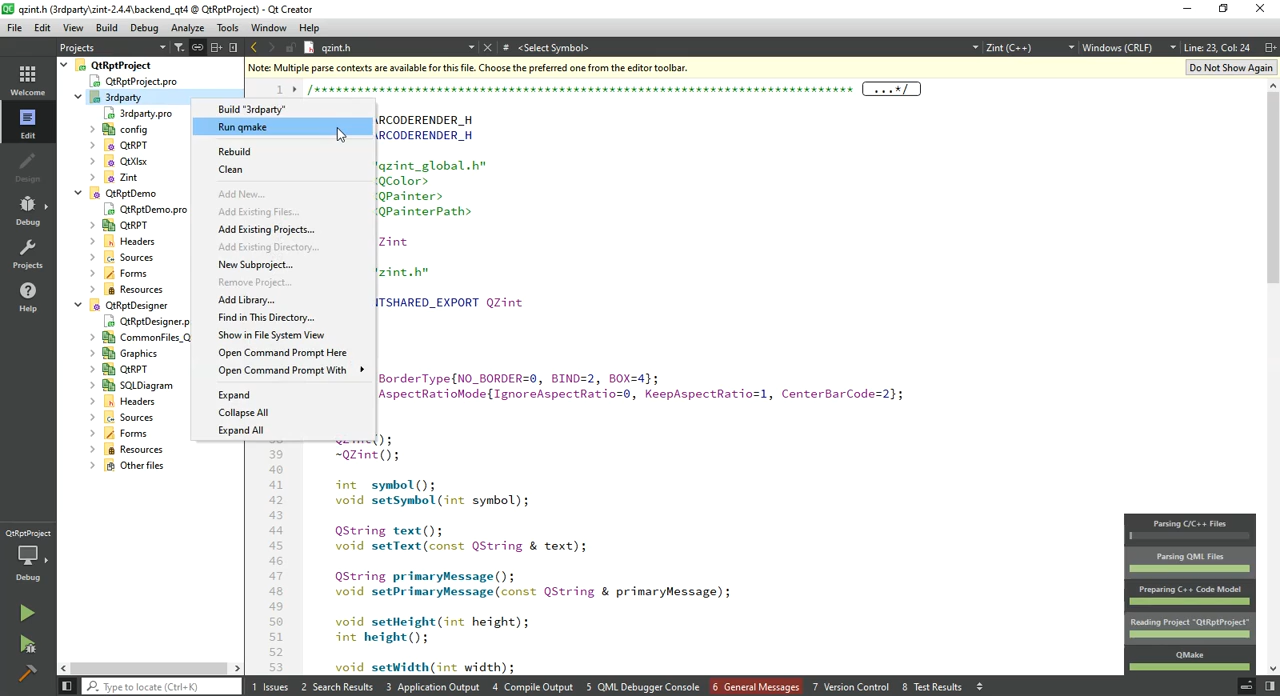 qzint.h (3rdparty\zint-2.4.4\backend_qt4 @ QtRptProject) - Qt Creator
File Edit View Build Debug Analyze Tools Window Help
Projects
qzint.h
# <Select Symbol>
Zint (C++)
Windows (CRLF)
Line: 23, Col: 24
Note: Multiple parse contexts are available for this file. Choose the preferred one from the editor toolbar.
Do Not Show Again
Welcome
Edit
Design
Debug
Projects
Help
QtRptProject
Debug
QtRptProject
QtRptProject.pro
3rdparty
3rdparty.pro
config
QtRPT
QtXlsx
Zint
QtRptDemo
QtRptDemo.pro
QtRPT
Headers
Sources
Forms
Resources
QtRptDesigner
QtRptDesigner.p
CommonFiles_Q
Graphics
QtRPT
SQLDiagram
Headers
Sources
Forms
Resources
Other files
Build "3rdparty"
Run qmake
Rebuild
Clean
Add New...
Add Existing Files...
Add Existing Projects...
Add Existing Directory...
New Subproject...
Remove Project...
Add Library...
Find in This Directory...
Show in File System View
Open Command Prompt Here
Open Command Prompt With
Expand
Collapse All
Expand All
1 /**************************************************************************** ...*/
ARCODERENDER_H
ARCODERENDER_H
"qzint_global.h"
QColor>
QPainter>
QPainterPath>
Zint
"zint.h"
NTSHARED_EXPORT QZint
BorderType{NO_BORDER=0, BIND=2, BOX=4};
AspectRatioMode{IgnoreAspectRatio=0, KeepAspectRatio=1, CenterBarCode=2};
38 QZint();
39 ~QZint();
40
41 int symbol();
42 void setSymbol(int symbol);
43
44 QString text();
45 void setText(const QString & text);
46
47 QString primaryMessage();
48 void setPrimaryMessage(const QString & primaryMessage);
49
50 void setHeight(int height);
51 int height();
52
53 void setWidth(int width);
Parsing C/C++ Files
Parsing QML Files
Preparing C++ Code Model
Reading Project "QtRptProject"
QMake
Type to locate (Ctrl+K)
1 Issues
2 Search Results
3 Application Output
4 Compile Output
5 QML Debugger Console
6 General Messages
7 Version Control
8 Test Results